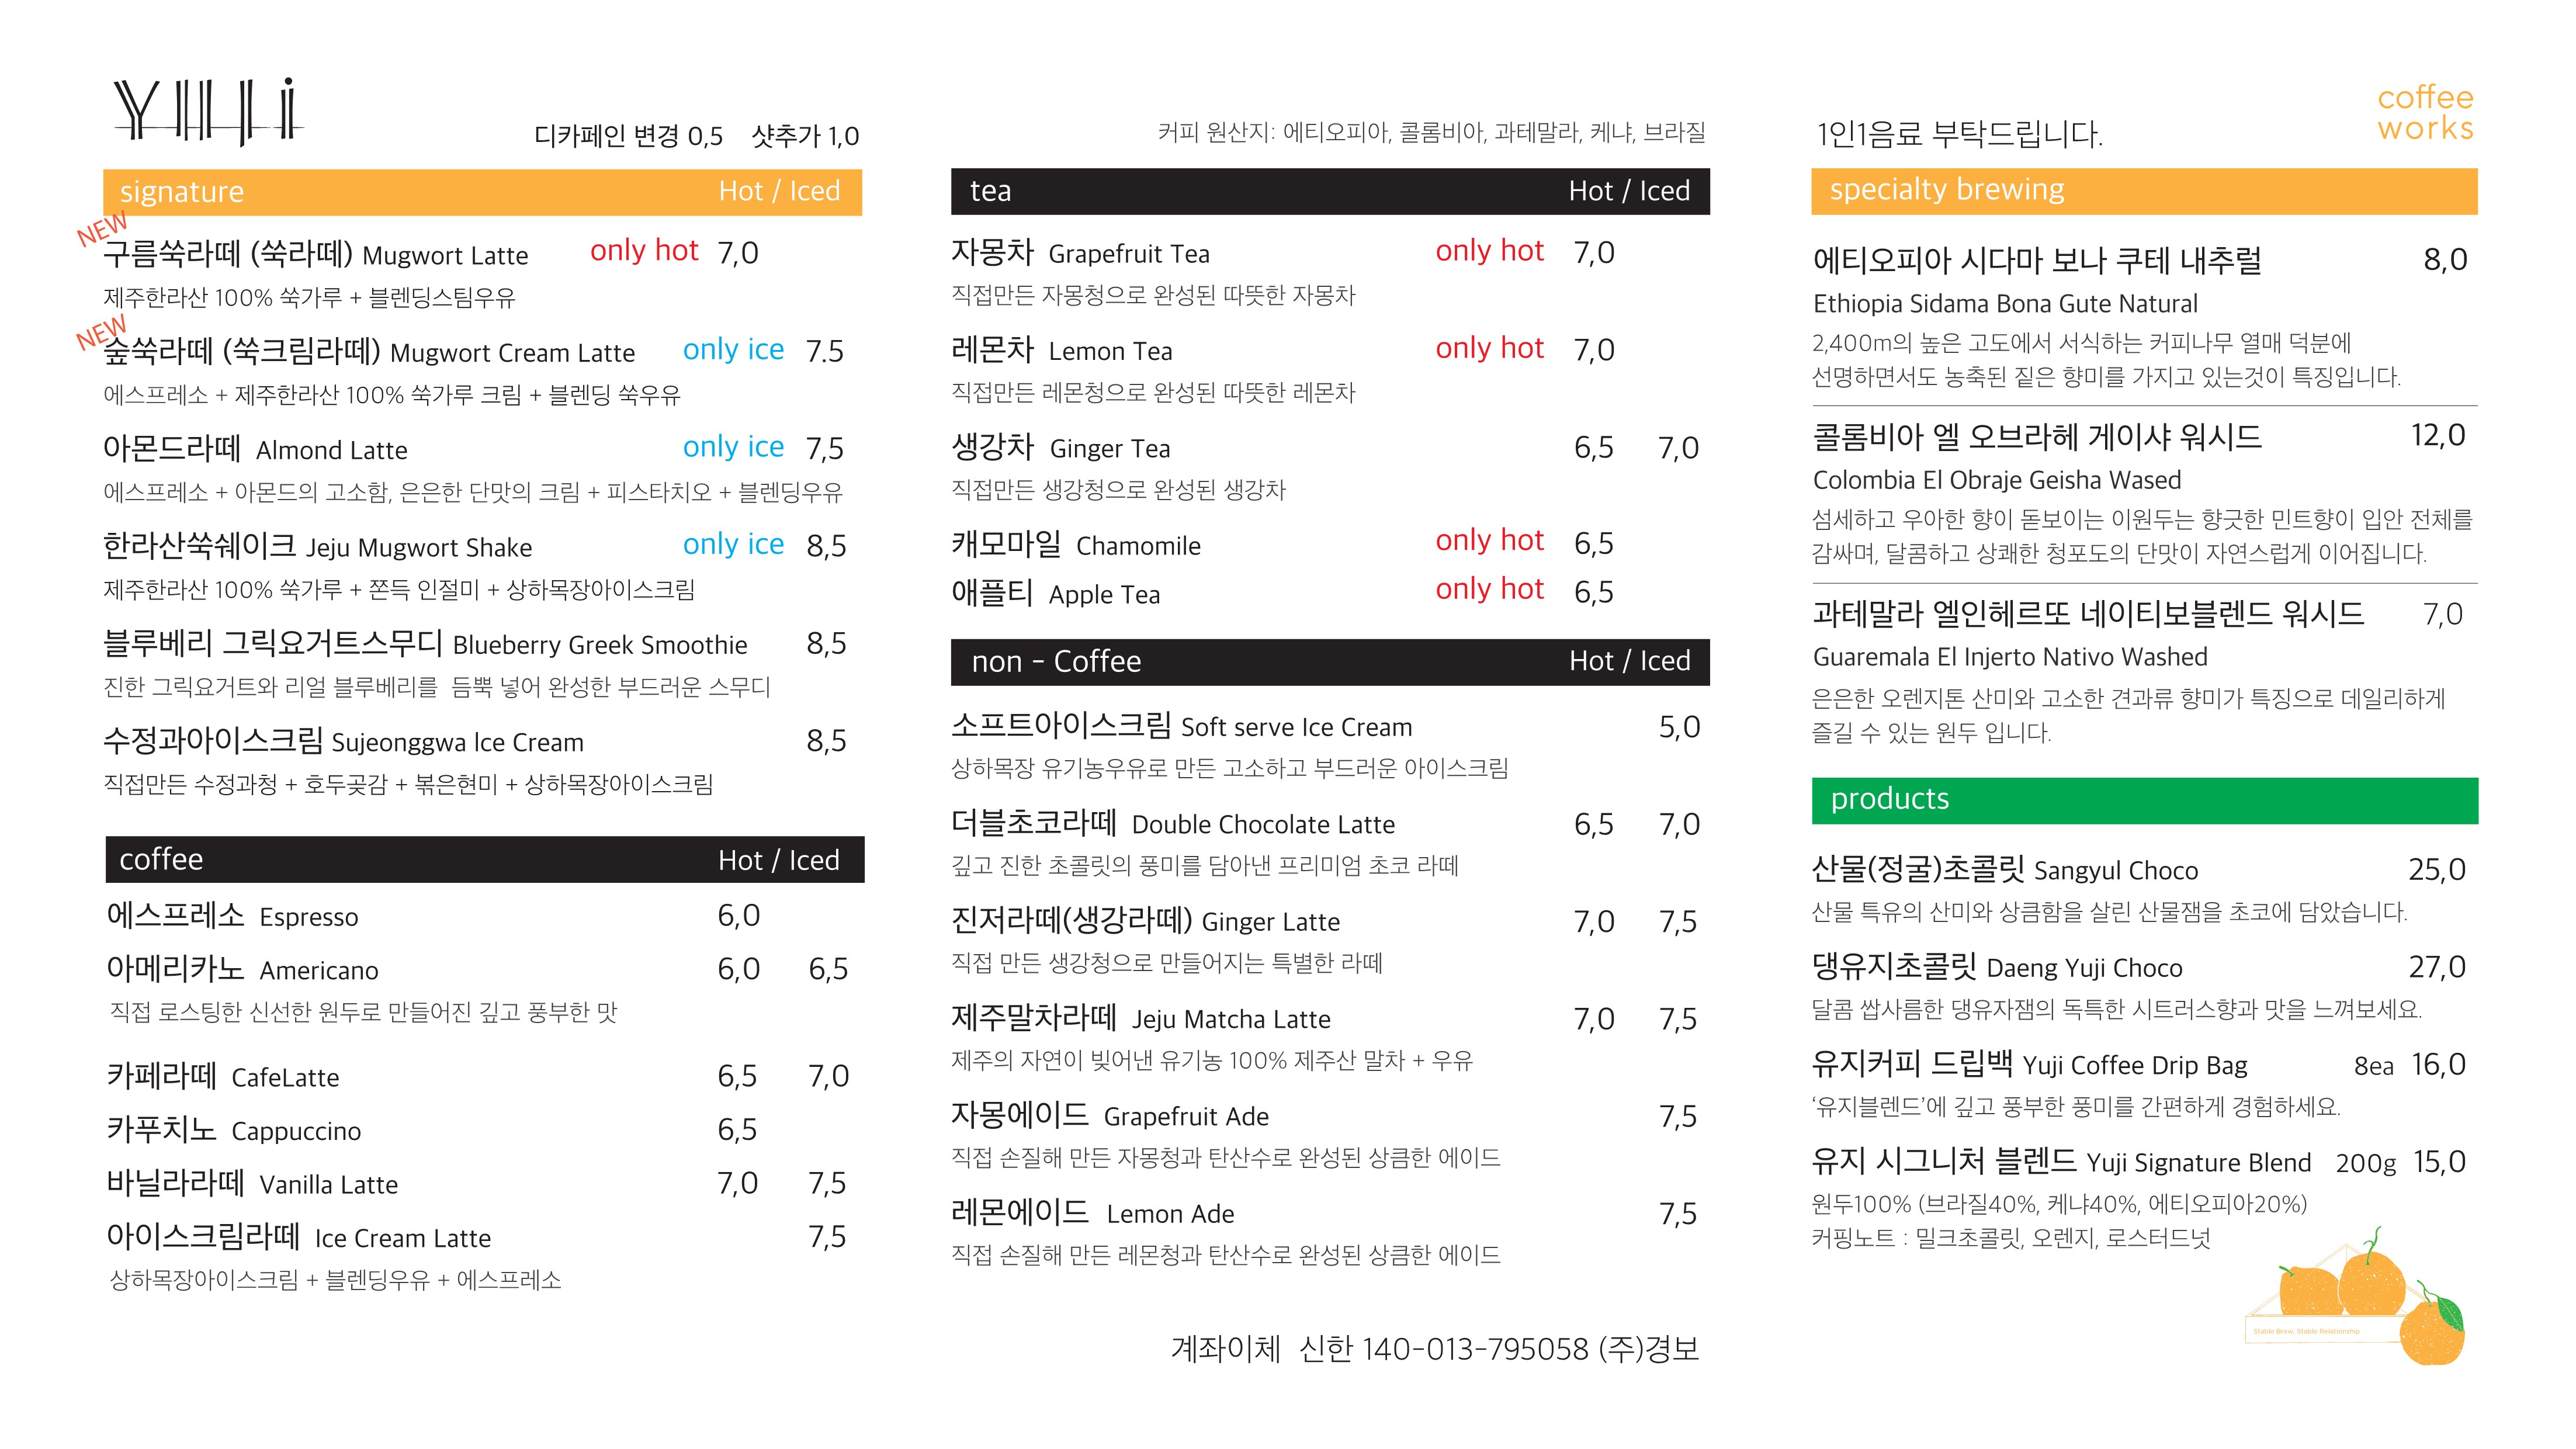 Yuji
디카페인 변경 0,5 샷추가 1,0
signature Hot / Iced
NEW
구름쑥라떼 (쑥라떼) Mugwort Latte only hot 7,0
제주한라산 100% 쑥가루 + 블렌딩스팀우유
NEW
숲쑥라떼 (쑥크림라떼) Mugwort Cream Latte only ice 7.5
에스프레소 + 제주한라산 100% 쑥가루 크림 + 블렌딩 쑥우유
아몬드라떼 Almond Latte only ice 7,5
에스프레소 + 아몬드의 고소함, 은은한 단맛의 크림 + 피스타치오 + 블렌딩우유
한라산쑥쉐이크 Jeju Mugwort Shake only ice 8,5
제주한라산 100% 쑥가루 + 쫀득 인절미 + 상하목장아이스크림
블루베리 그릭요거트스무디 Blueberry Greek Smoothie 8,5
진한 그릭요거트와 리얼 블루베리를 듬뿍 넣어 완성한 부드러운 스무디
수정과아이스크림 Sujeonggwa Ice Cream 8,5
직접만든 수정과청 + 호두곶감 + 볶은현미 + 상하목장아이스크림
coffee Hot / Iced
에스프레소 Espresso 6,0
아메리카노 Americano 6,0 6,5
직접 로스팅한 신선한 원두로 만들어진 깊고 풍부한 맛
카페라떼 CafeLatte 6,5 7,0
카푸치노 Cappuccino 6,5
바닐라라떼 Vanilla Latte 7,0 7,5
아이스크림라떼 Ice Cream Latte 7,5
상하목장아이스크림 + 블렌딩우유 + 에스프레소
커피 원산지: 에티오피아, 콜롬비아, 과테말라, 케냐, 브라질
tea Hot / Iced
자몽차 Grapefruit Tea only hot 7,0
직접만든 자몽청으로 완성된 따뜻한 자몽차
레몬차 Lemon Tea only hot 7,0
직접만든 레몬청으로 완성된 따뜻한 레몬차
생강차 Ginger Tea 6,5 7,0
직접만든 생강청으로 완성된 생강차
캐모마일 Chamomile only hot 6,5
애플티 Apple Tea only hot 6,5
non - Coffee Hot / Iced
소프트아이스크림 Soft serve Ice Cream 5,0
상하목장 유기농우유로 만든 고소하고 부드러운 아이스크림
더블초코라떼 Double Chocolate Latte 6,5 7,0
깊고 진한 초콜릿의 풍미를 담아낸 프리미엄 초코 라떼
진저라떼(생강라떼) Ginger Latte 7,0 7,5
직접 만든 생강청으로 만들어지는 특별한 라떼
제주말차라떼 Jeju Matcha Latte 7,0 7,5
제주의 자연이 빚어낸 유기농 100% 제주산 말차 + 우유
자몽에이드 Grapefruit Ade 7,5
직접 손질해 만든 자몽청과 탄산수로 완성된 상큼한 에이드
레몬에이드 Lemon Ade 7,5
직접 손질해 만든 레몬청과 탄산수로 완성된 상큼한 에이드
계좌이체 신한 140-013-795058 (주)경보
1인1음료 부탁드립니다.
coffee
works
specialty brewing
에티오피아 시다마 보나 쿠테 내추럴 8,0
Ethiopia Sidama Bona Gute Natural
2,400m의 높은 고도에서 서식하는 커피나무 열매 덕분에
선명하면서도 농축된 짙은 향미를 가지고 있는것이 특징입니다.
콜롬비아 엘 오브라헤 게이샤 워시드 12,0
Colombia El Obraje Geisha Wased
섬세하고 우아한 향이 돋보이는 이원두는 향긋한 민트향이 입안 전체를
감싸며, 달콤하고 상쾌한 청포도의 단맛이 자연스럽게 이어집니다.
과테말라 엘인헤르또 네이티보블렌드 워시드 7,0
Guaremala El Injerto Nativo Washed
은은한 오렌지톤 산미와 고소한 견과류 향미가 특징으로 데일리하게
즐길 수 있는 원두 입니다.
products
산물(정굴)초콜릿 Sangyul Choco 25,0
산물 특유의 산미와 상큼함을 살린 산물잼을 초코에 담았습니다.
댕유지초콜릿 Daeng Yuji Choco 27,0
달콤 쌉사름한 댕유자잼의 독특한 시트러스향과 맛을 느껴보세요.
유지커피 드립백 Yuji Coffee Drip Bag 8ea 16,0
‘유지블렌드’에 깊고 풍부한 풍미를 간편하게 경험하세요.
유지 시그니처 블렌드 Yuji Signature Blend 200g 15,0
원두100% (브라질40%, 케냐40%, 에티오피아20%)
커핑노트 : 밀크초콜릿, 오렌지, 로스터드넛
Stable Brew, Stable Relationship